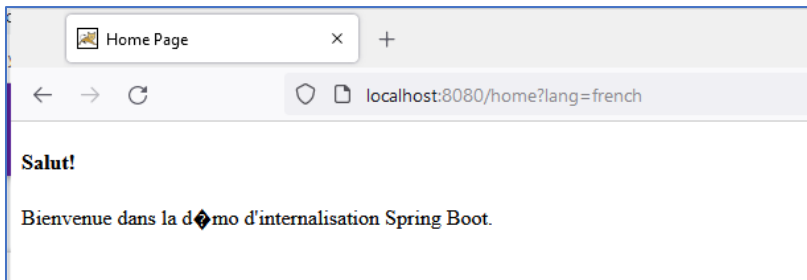 Home Page
localhost:8080/home?lang=french
Salut!
Bienvenue dans la d�mo d'internalisation Spring Boot.